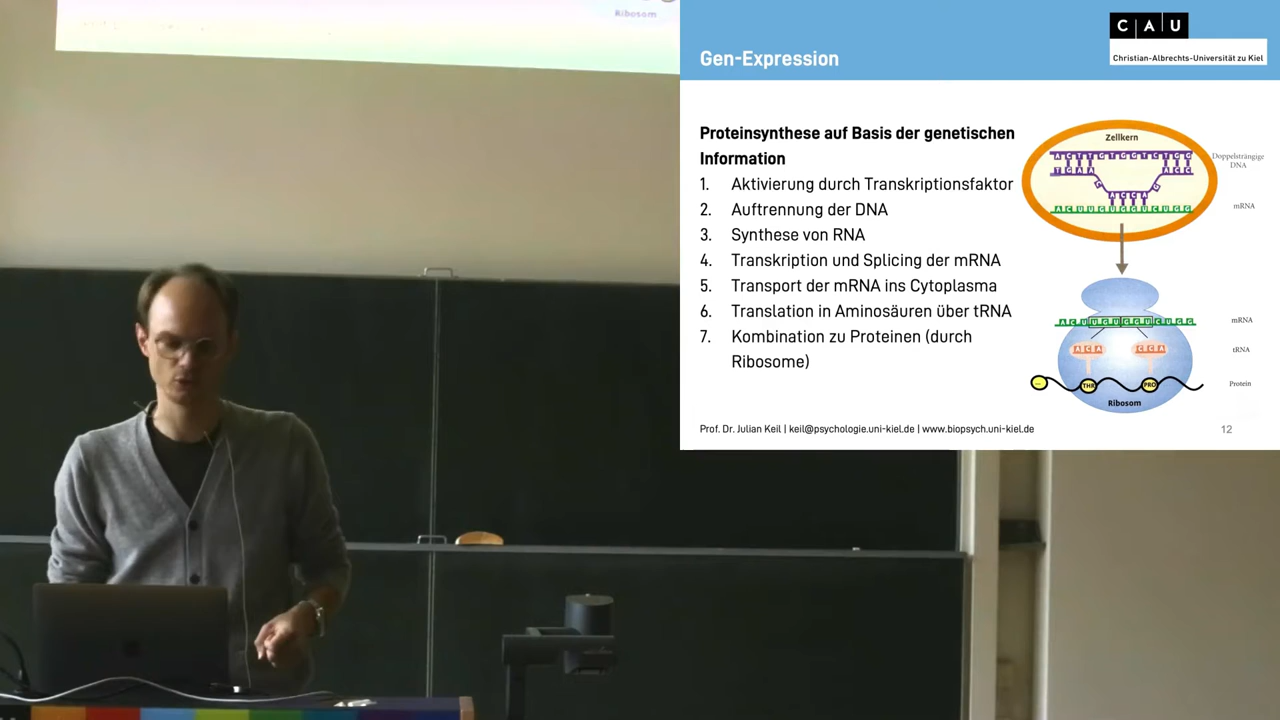 Ribosom
C A U
Christian-Albrechts-Universität zu Kiel
Gen-Expression
Proteinsynthese auf Basis der genetischen
Information
1. Aktivierung durch Transkriptionsfaktor
2. Auftrennung der DNA
3. Synthese von RNA
4. Transkription und Splicing der mRNA
5. Transport der mRNA ins Cytoplasma
6. Translation in Aminosäuren über tRNA
7. Kombination zu Proteinen (durch
Ribosome)
Zellkern
Doppelsträngige
DNA
mRNA
mRNA
A C A
C C A
tRNA
THR
PRO
Protein
Ribosom
Prof. Dr. Julian Keil | keil@psychologie.uni-kiel.de | www.biopsych.uni-kiel.de
12